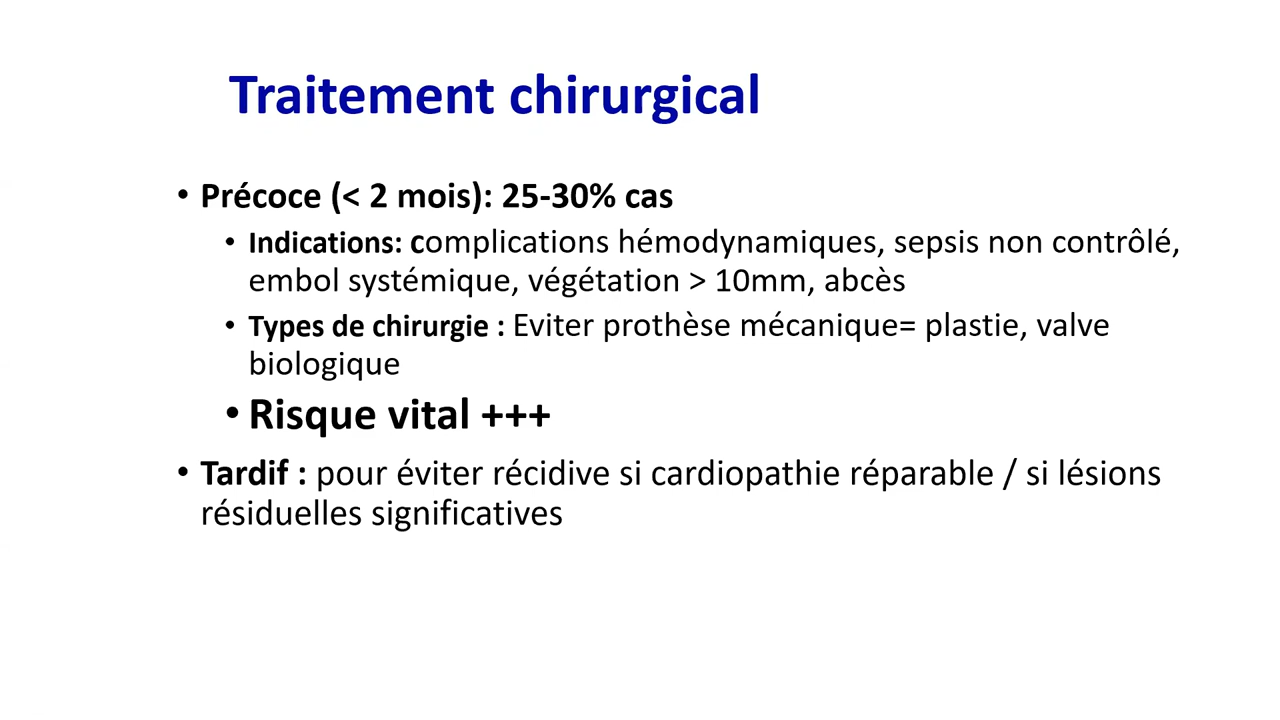 Traitement chirurgical
• Précoce (< 2 mois): 25-30% cas
• Indications: complications hémodynamiques, sepsis non contrôlé,
embol systémique, végétation > 10mm, abcès
• Types de chirurgie : Eviter prothèse mécanique= plastie, valve
biologique
• Risque vital +++
• Tardif : pour éviter récidive si cardiopathie réparable / si lésions
résiduelles significatives